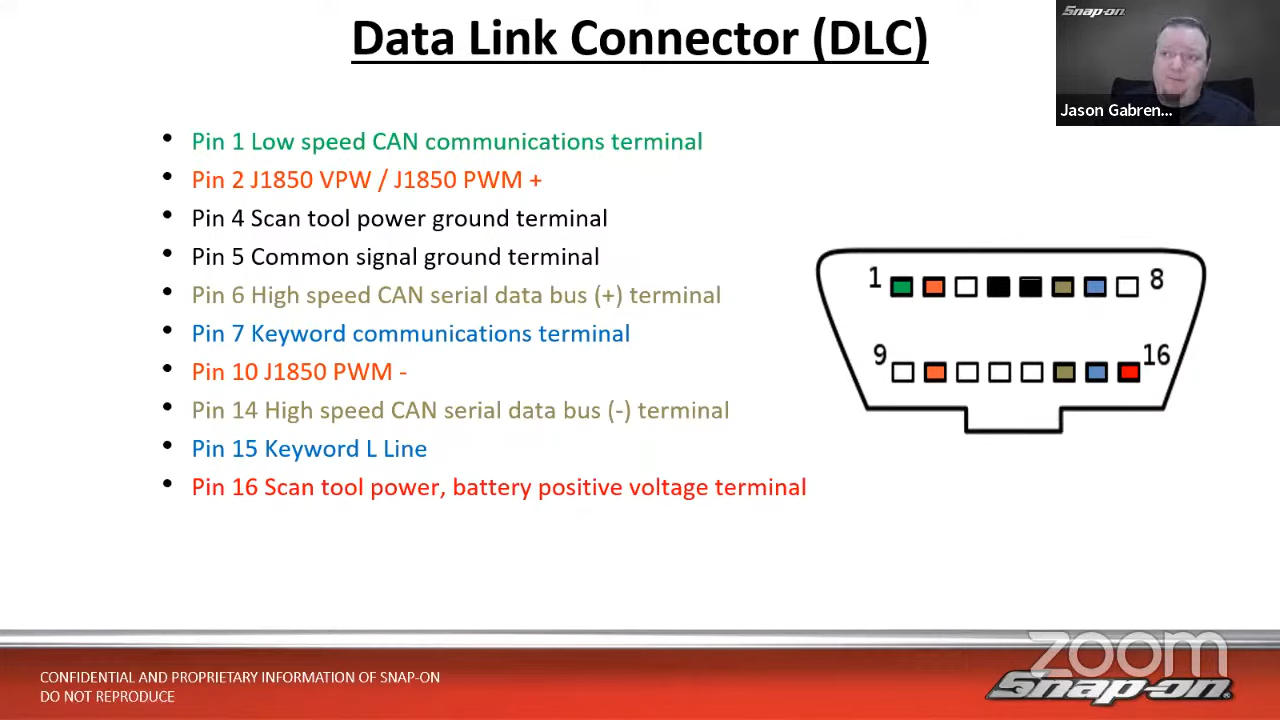 Data Link Connector (DLC)
Snap-on
Jason Gabren...
• Pin 1 Low speed CAN communications terminal
• Pin 2 J1850 VPW / J1850 PWM +
• Pin 4 Scan tool power ground terminal
• Pin 5 Common signal ground terminal
• Pin 6 High speed CAN serial data bus (+) terminal
• Pin 7 Keyword communications terminal
• Pin 10 J1850 PWM -
• Pin 14 High speed CAN serial data bus (-) terminal
• Pin 15 Keyword L Line
• Pin 16 Scan tool power, battery positive voltage terminal
1 8
9 16
CONFIDENTIAL AND PROPRIETARY INFORMATION OF SNAP-ON
DO NOT REPRODUCE
zoom
Snap-on